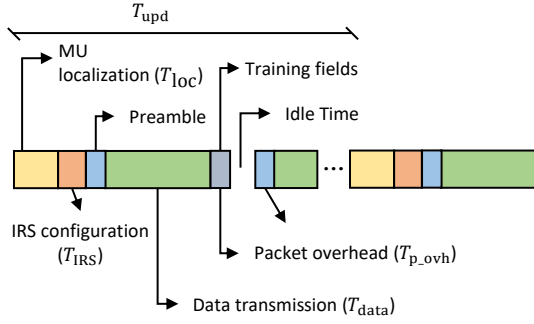 T_upd
MU
localization (T_loc)
Training fields
Preamble
Idle Time
...
IRS configuration
(T_IRS)
Packet overhead (T_p_ovh)
Data transmission (T_data)